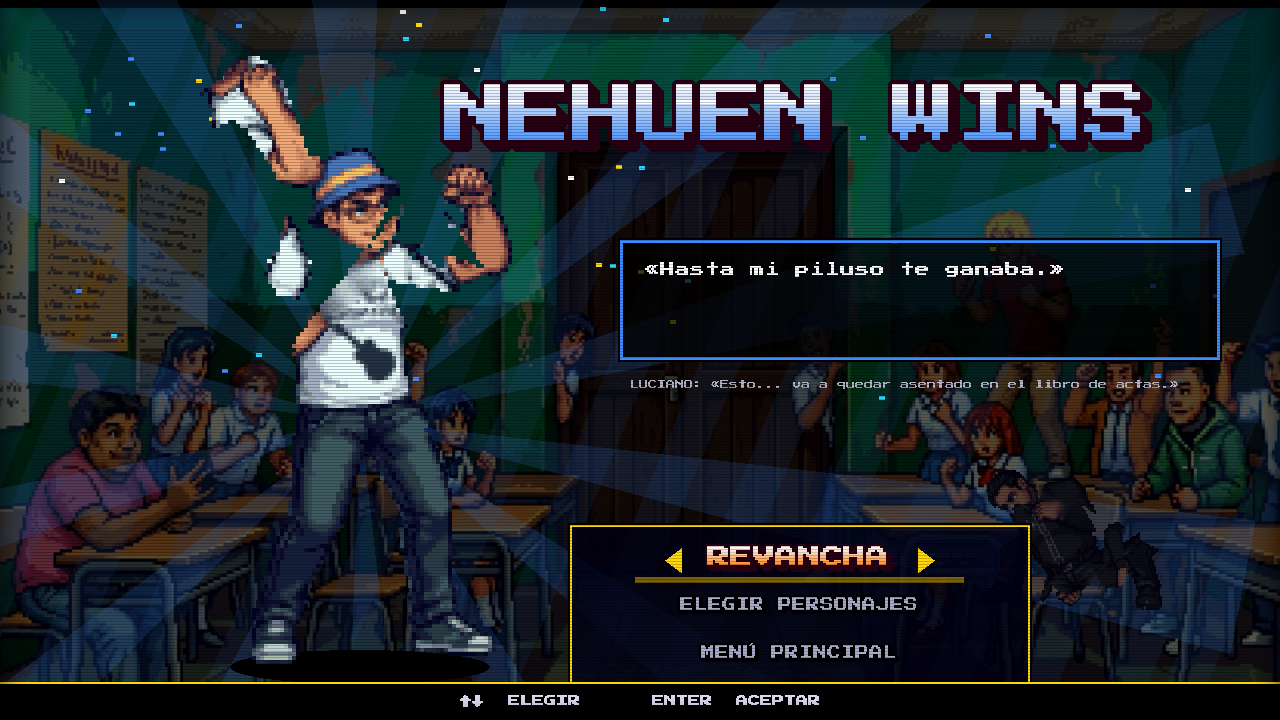 NEHUEN WINS
«Hasta mi piluso te ganaba.»
LUCIANO: «Esto... va a quedar asentado en el libro de actas.»
REVANCHA
ELEGIR PERSONAJES
MENÚ PRINCIPAL
↑↓ ELEGIR ENTER ACEPTAR